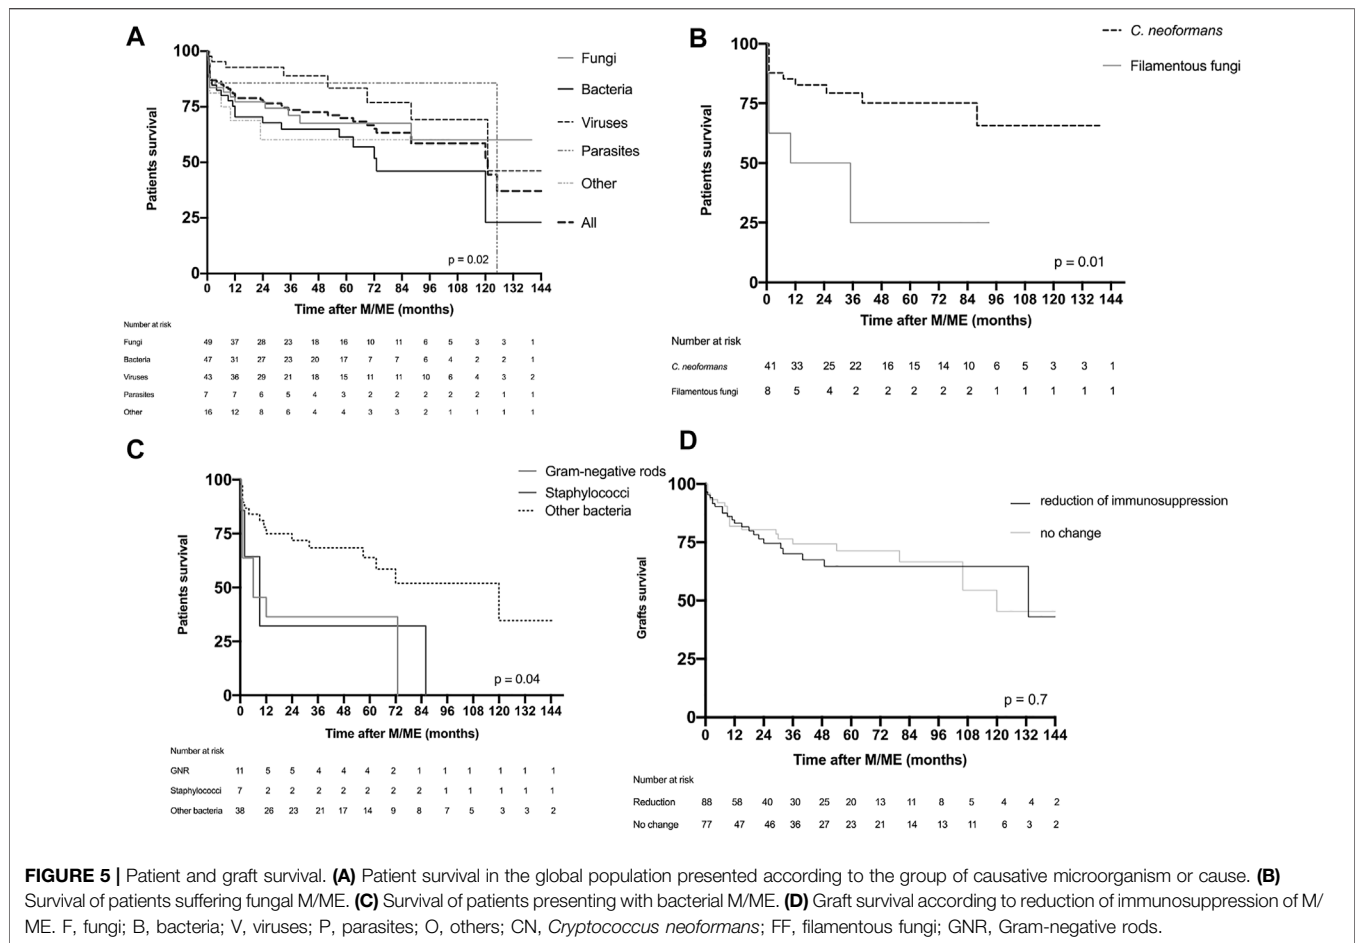 A
100
75
50
25
0
Patients survival
Fungi
Bacteria
Viruses
Parasites
Other
All
p = 0.02
0 12 24 36 48 60 72 84 96 108 120 132 144
Time after M/ME (months)
Number at risk
Fungi 49 37 28 23 18 16 10 11 6 5 3 3 1
Bacteria 47 31 27 23 20 17 7 7 6 4 2 2 1
Viruses 43 36 29 21 18 15 11 11 10 6 4 3 2
Parasites 7 7 6 5 4 3 2 2 2 2 2 1 1
Other 16 12 8 6 4 4 3 3 2 1 1 1 1
B
100
75
50
25
0
Patients survival
C. neoformans
Filamentous fungi
p = 0.01
0 12 24 36 48 60 72 84 96 108 120 132 144
Time after M/ME (months)
Number at risk
C. neoformans 41 33 25 22 16 15 14 10 6 5 3 3 1
Filamentous fungi 8 5 4 2 2 2 2 2 1 1 1 1 1
C
100
75
50
25
0
Patients survival
Gram-negative rods
Staphylococci
Other bacteria
p = 0.04
0 12 24 36 48 60 72 84 96 108 120 132 144
Time after M/ME (months)
Number at risk
GNR 11 5 5 4 4 4 2 1 1 1 1 1 1
Staphylococci 7 2 2 2 2 2 2 2 1 1 1 1 1
Other bacteria 38 26 23 21 17 14 9 8 7 5 3 3 2
D
100
75
50
25
0
Grafts survival
reduction of immunosuppression
no change
p = 0.7
0 12 24 36 48 60 72 84 96 108 120 132 144
Time after M/ME (months)
Number at risk
Reduction 88 58 40 30 25 20 13 11 8 5 4 4 2
No change 77 47 46 36 27 23 21 14 13 11 6 3 2
FIGURE 5 | Patient and graft survival. (A) Patient survival in the global population presented according to the group of causative microorganism or cause. (B)
Survival of patients suffering fungal M/ME. (C) Survival of patients presenting with bacterial M/ME. (D) Graft survival according to reduction of immunosuppression of M/
ME. F, fungi; B, bacteria; V, viruses; P, parasites; O, others; CN, Cryptococcus neoformans; FF, filamentous fungi; GNR, Gram-negative rods.